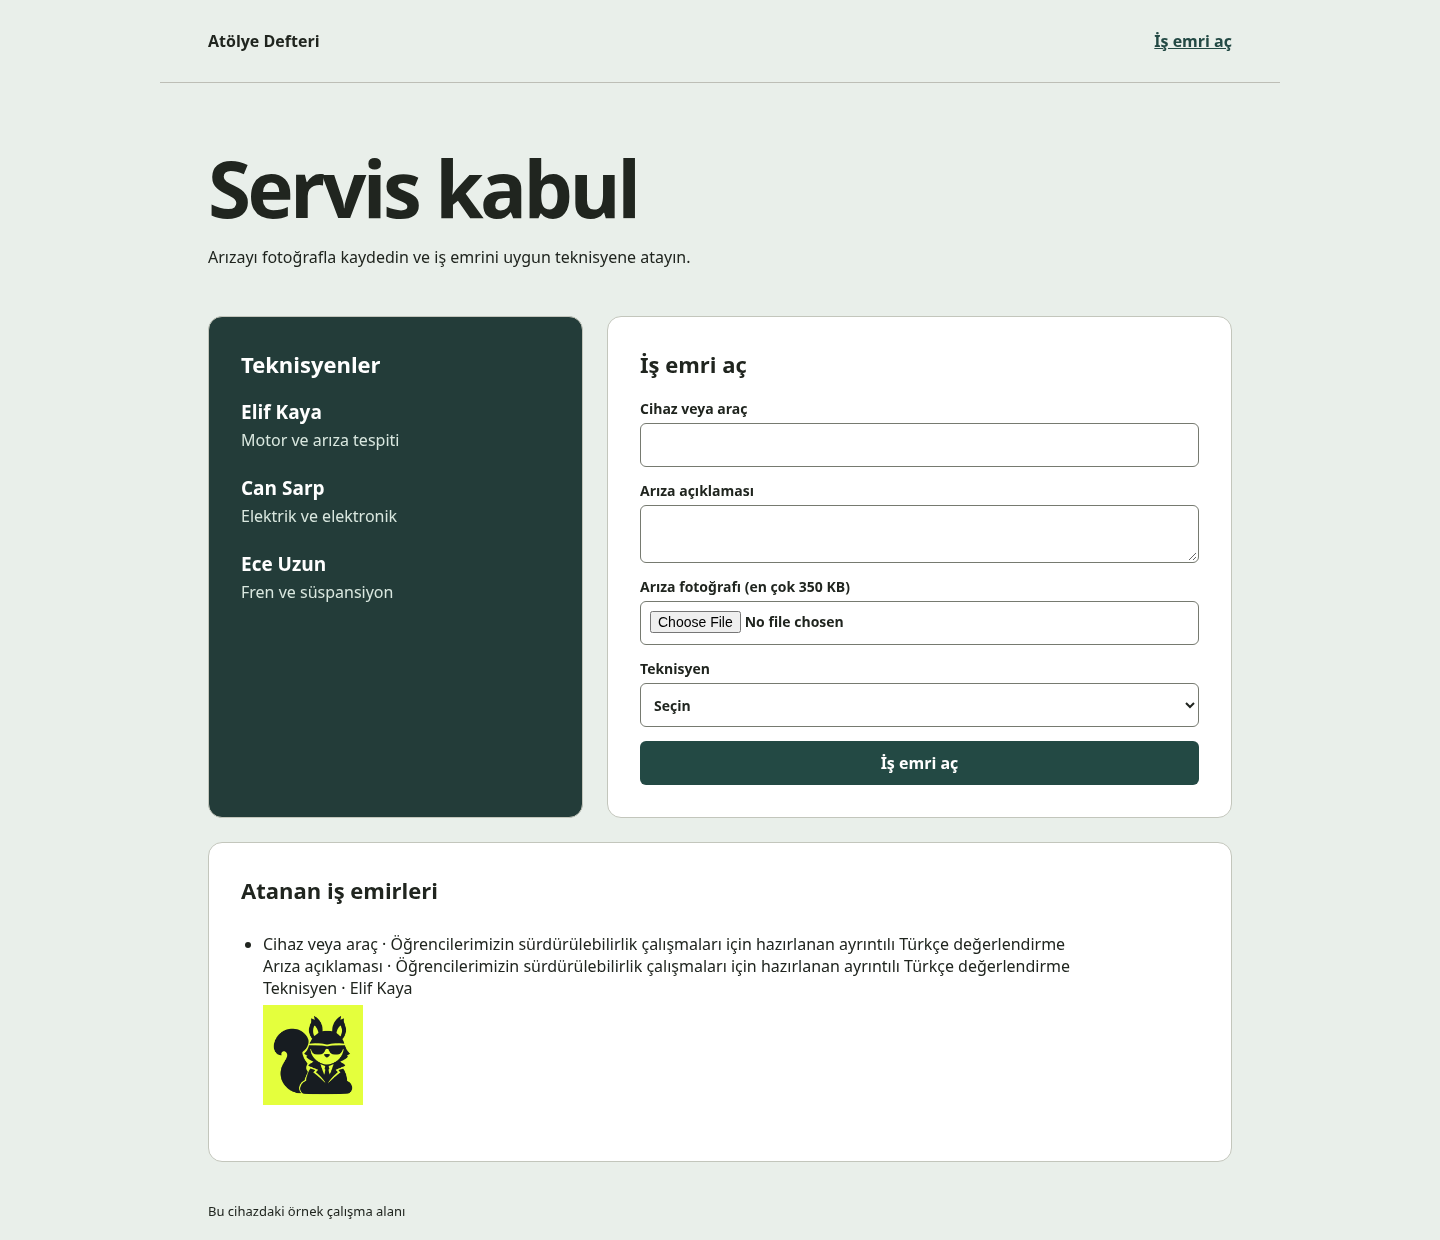 Atölye Defteri
İş emri aç
Servis kabul
Arızayı fotoğrafla kaydedin ve iş emrini uygun teknisyene atayın.
Teknisyenler
Elif Kaya
Motor ve arıza tespiti
Can Sarp
Elektrik ve elektronik
Ece Uzun
Fren ve süspansiyon
İş emri aç
Cihaz veya araç
Arıza açıklaması
Arıza fotoğrafı (en çok 350 KB)
Choose File No file chosen
Teknisyen
Seçin
İş emri aç
Atanan iş emirleri
Cihaz veya araç · Öğrencilerimizin sürdürülebilirlik çalışmaları için hazırlanan ayrıntılı Türkçe değerlendirme
Arıza açıklaması · Öğrencilerimizin sürdürülebilirlik çalışmaları için hazırlanan ayrıntılı Türkçe değerlendirme
Teknisyen · Elif Kaya
Bu cihazdaki örnek çalışma alanı